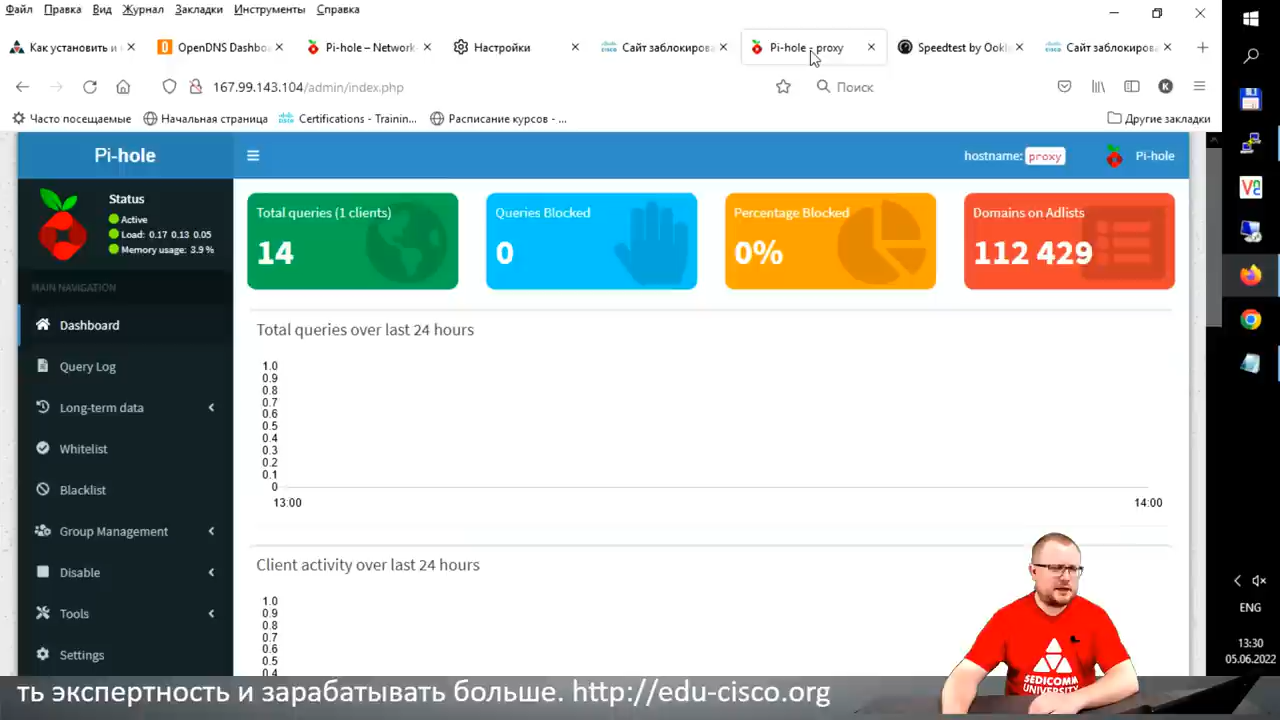 Файл Правка Вид Журнал Закладки Инструменты Справка
Как установить и OpenDNS Dashbo Pi-hole – Network- Настройки Сайт заблокирова Pi-hole - proxy Speedtest by Ookl Сайт заблокирова
167.99.143.104/admin/index.php Поиск
Часто посещаемые Начальная страница Certifications - Trainin... Расписание курсов - ... Другие закладки
Pi-hole hostname: proxy Pi-hole
Status
Active
Load: 0.17 0.13 0.05
Memory usage: 3.9 %
Total queries (1 clients)
14
Queries Blocked
0
Percentage Blocked
0%
Domains on Adlists
112 429
MAIN NAVIGATION
Dashboard
Query Log
Long-term data
Whitelist
Blacklist
Group Management
Disable
Tools
Settings
Total queries over last 24 hours
1.0
0.9
0.8
0.7
0.6
0.5
0.4
0.3
0.2
0.1
0
13:00 14:00
Client activity over last 24 hours
1.0
0.9
0.8
0.7
0.6
0.5
0.4
SEDICOMM
UNIVERSITY
ENG
13:30
05.06.2022
ть экспертность и зарабатывать больше. http://edu-cisco.org